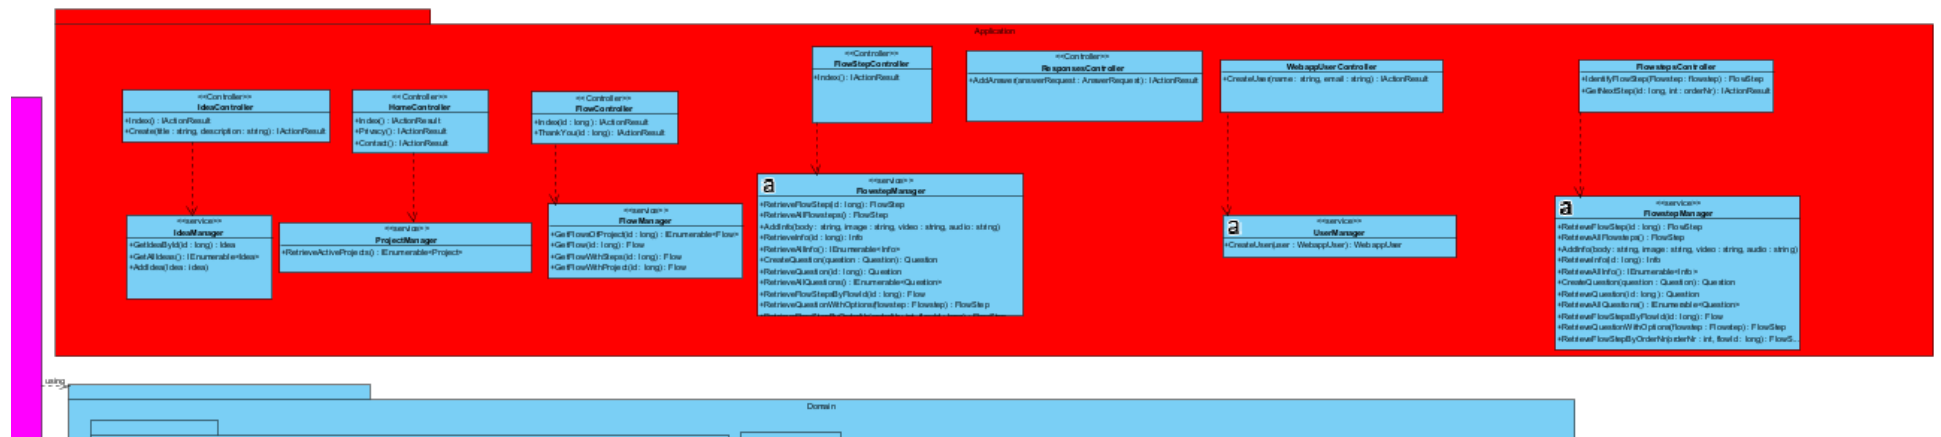 Application
<<Controller>>
IdeaController
+Index() : IActionResult
+Create(title : string, description : string) : IActionResult
<<Controller>>
HomeController
+Index() : IActionResult
+Privacy() : IActionResult
+Contact() : IActionResult
<<Controller>>
FlowController
+Index(id : long) : IActionResult
+ThankYou(id : long) : IActionResult
<<Controller>>
FlowStepController
+Index() : IActionResult
<<Controller>>
ResponsesController
+AddAnswer(answerRequest : AnswerRequest) : IActionResult
WebappUserController
+CreateUser(name : string, email : string) : IActionResult
FlowstepsController
+IdentifyFlowStep(Flowstep : flowstep) : FlowStep
+GetNextStep(id : long, int : orderNr) : IActionResult
<<service>>
IdeaManager
+GetIdeaById(id : long) : Idea
+GetAllIdeas() : IEnumerable<Idea>
+AddIdea(idea : Idea)
<<service>>
ProjectManager
+RetrieveActiveProjects() : IEnumerable<Project>
<<service>>
FlowManager
+GetFlowsOfProject(id : long) : IEnumerable<Flow>
+GetFlow(id : long) : Flow
+GetFlowWithSteps(id : long) : Flow
+GetFlowWithProject(id : long) : Flow
a
<<service>>
FlowstepManager
+RetrieveFlowStep(id : long) : FlowStep
+RetrieveAllFlowsteps() : FlowStep
+AddInfo(body : string, image : string, video : string, audio : string)
+RetrieveInfo(id : long) : Info
+RetrieveAllInfo() : IEnumerable<Info>
+CreateQuestion(question : Question) : Question
+RetrieveQuestion(id : long) : Question
+RetrieveAllQuestions() : IEnumerable<Question>
+RetrieveFlowStepsByFlowId(id : long) : Flow
+RetrieveQuestionWithOptions(flowstep : Flowstep) : FlowStep
a
<<service>>
UserManager
+CreateUser(user : WebappUser) : WebappUser
a
<<service>>
FlowstepManager
+RetrieveFlowStep(id : long) : FlowStep
+RetrieveAllFlowsteps() : FlowStep
+AddInfo(body : string, image : string, video : string, audio : string)
+RetrieveInfo(id : long) : Info
+RetrieveAllInfo() : IEnumerable<Info>
+CreateQuestion(question : Question) : Question
+RetrieveQuestion(id : long) : Question
+RetrieveAllQuestions() : IEnumerable<Question>
+RetrieveFlowStepsByFlowId(id : long) : Flow
+RetrieveQuestionWithOptions(flowstep : Flowstep) : FlowStep
+RetrieveFlowStepByOrderNr(orderNr : int, flowId : long) : FlowS...
using
Domain